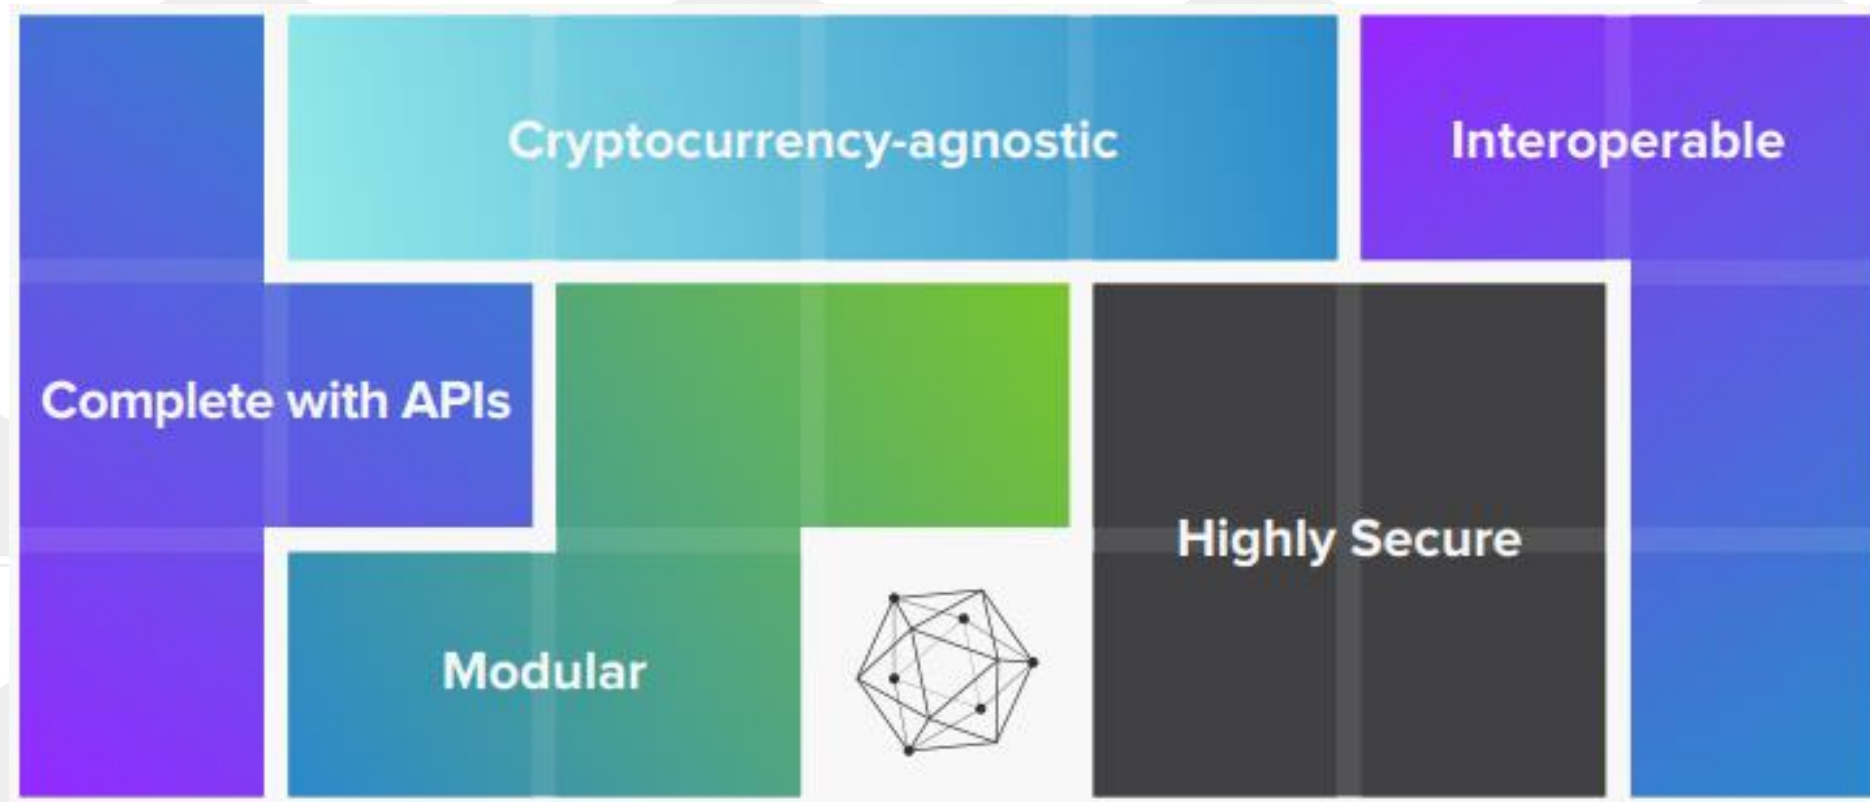 Cryptocurrency-agnostic
Interoperable
Complete with APIs
Highly Secure
Modular